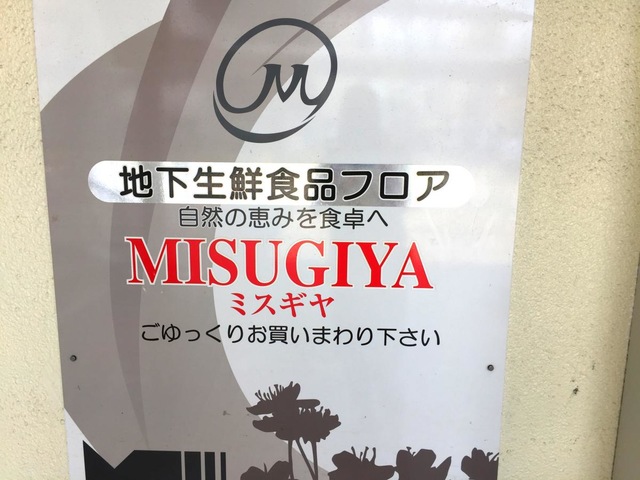 M
地下生鮮食品フロア
自然の恵みを食卓へ
MISUGIYA
ミスギヤ
ごゆっくりお買いまわり下さい